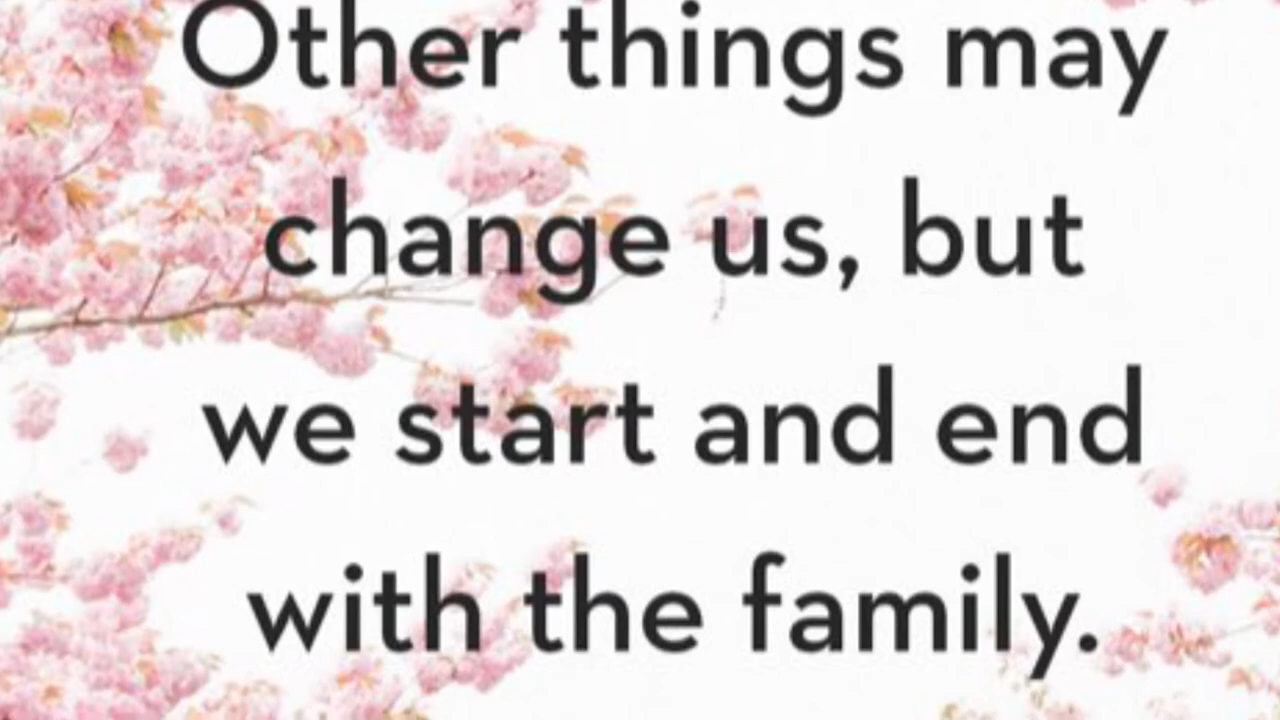 Other things may
change us, but
we start and end
with the family.